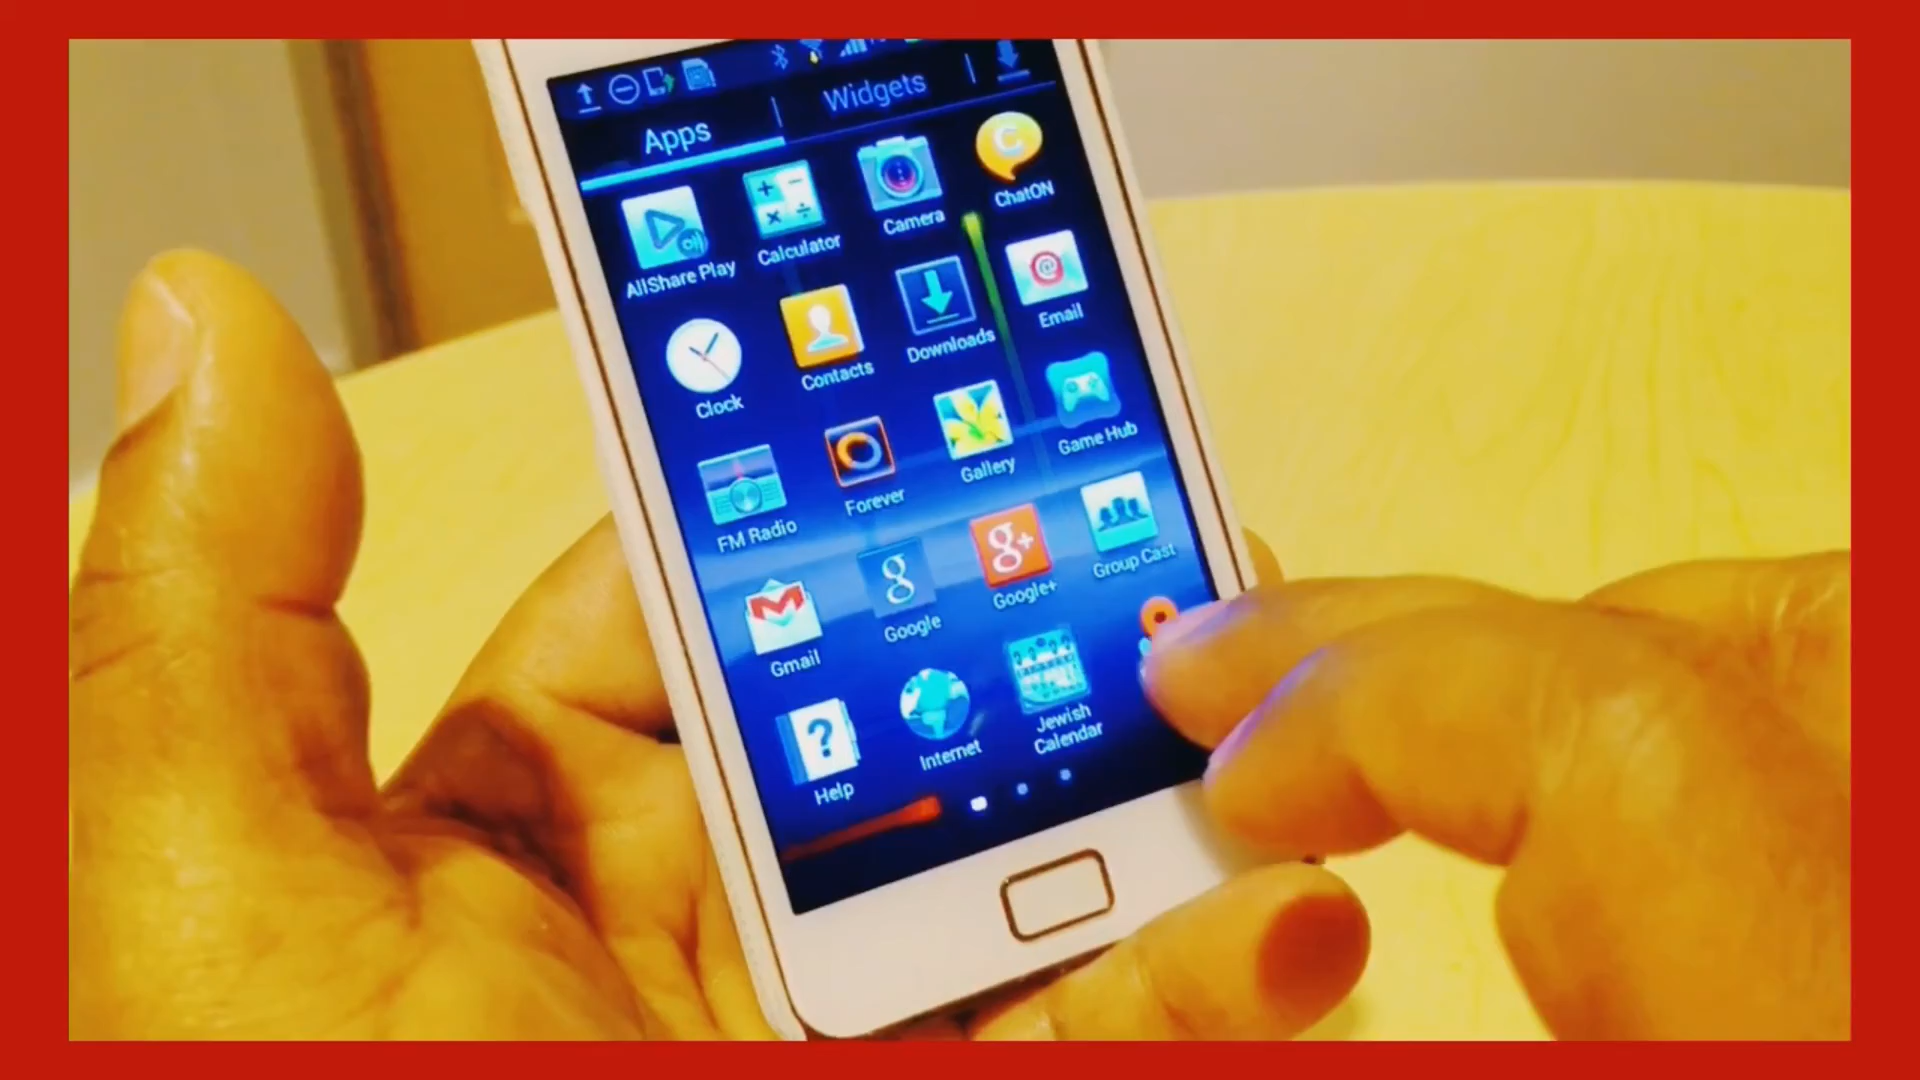 Apps
Widgets
AllShare Play
Calculator
Camera
ChatON
Clock
Contacts
Downloads
Email
FM Radio
Forever
Gallery
Game Hub
Gmail
Google
Google+
Group Cast
Help
Internet
Jewish
Calendar